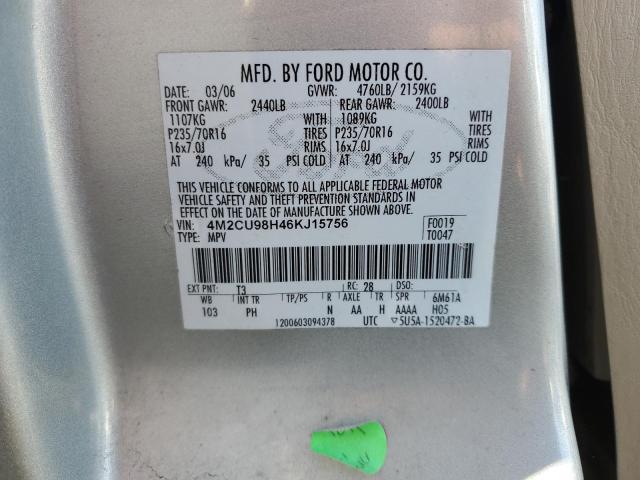 MFD. BY FORD MOTOR CO.
DATE: 03/06 GVWR: 4760LB/ 2159KG
FRONT GAWR: 2440LB REAR GAWR: 2400LB
1107KG WITH 1089KG WITH
P235/70R16 TIRES P235/70R16 TIRES
16x7.0J RIMS 16x7.0J RIMS
AT 240 kPa/ 35 PSI COLD AT 240 kPa/ 35 PSI COLD
THIS VEHICLE CONFORMS TO ALL APPLICABLE FEDERAL MOTOR
VEHICLE SAFETY AND THEFT PREVENTION STANDARDS IN
EFFECT ON THE DATE OF MANUFACTURE SHOWN ABOVE.
VIN: 4M2CU98H46KJ15756 F0019
TYPE: MPV T0047
EXT PNT: T3 RC: 28 DSO:
WB INT TR TP/PS R AXLE TR SPR 6M61A
103 PH N AA H AAAA H05
1200603094378 UTC ▽5U5A-1520472-BA